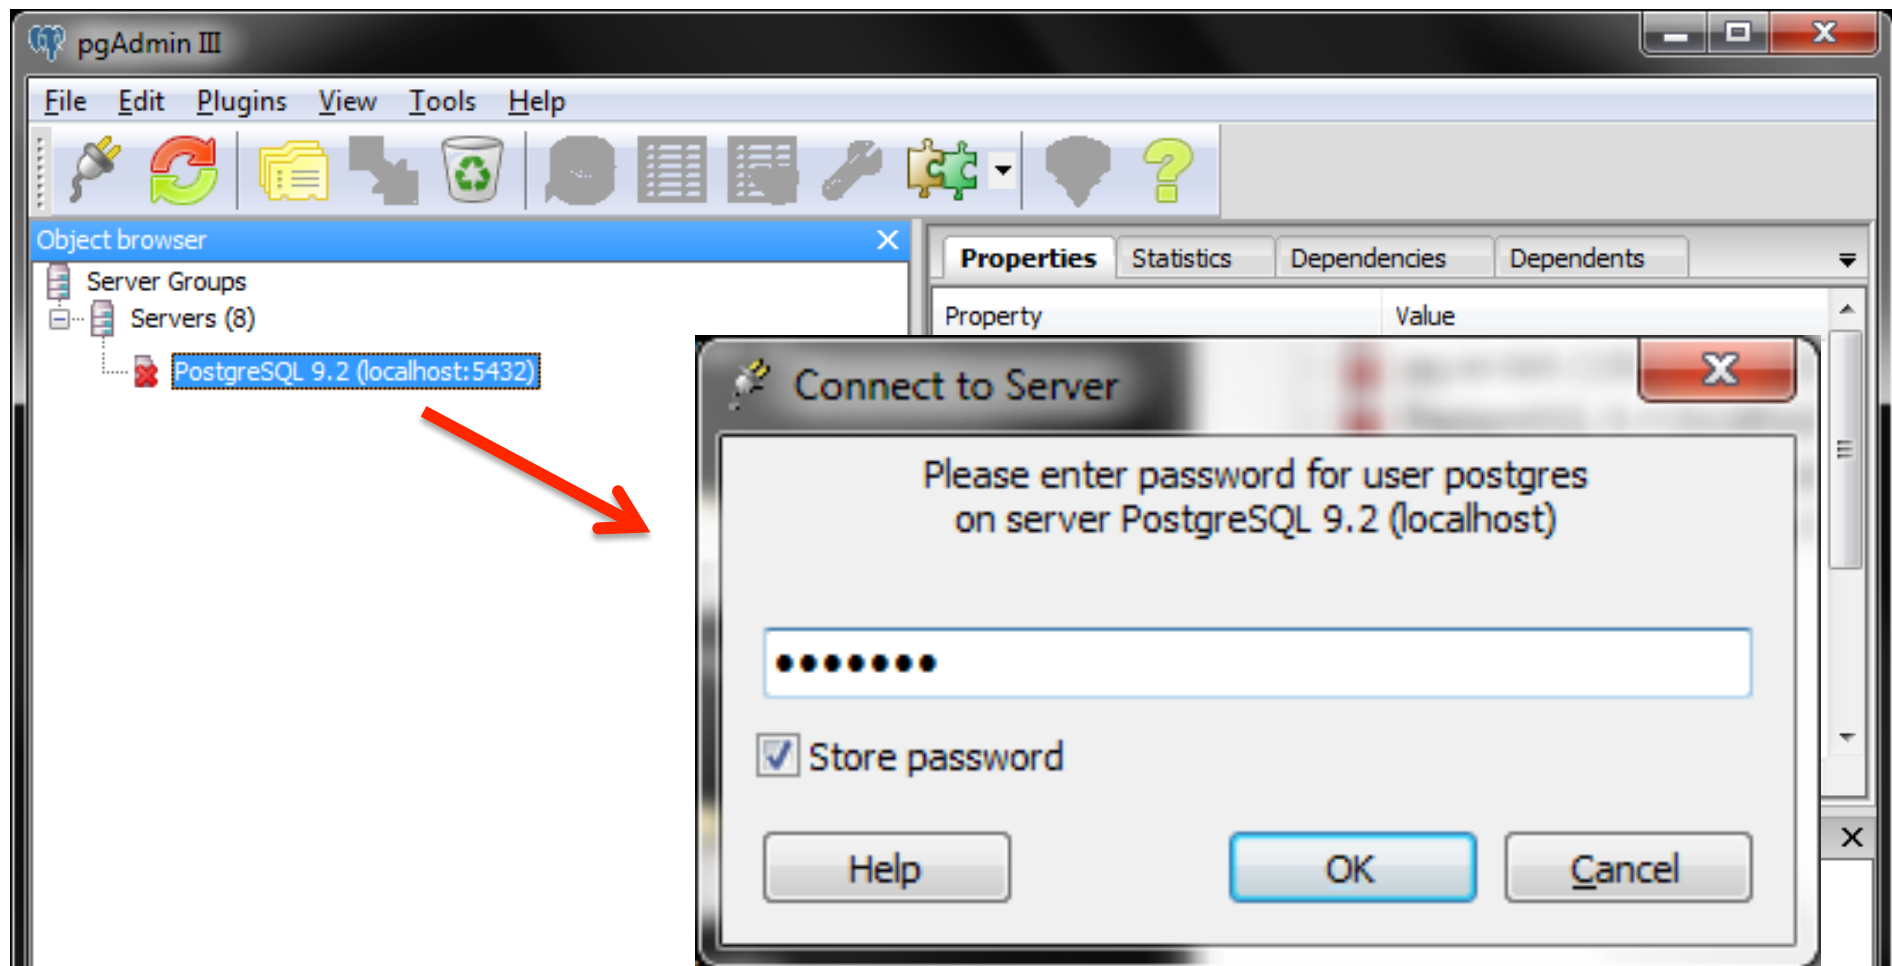 pgAdmin III
File Edit Plugins View Tools Help
Object browser
Server Groups
Servers (8)
PostgreSQL 9.2 (localhost:5432)
Properties Statistics Dependencies Dependents
Property Value
Connect to Server
Please enter password for user postgres
on server PostgreSQL 9.2 (localhost)
Store password
Help OK Cancel